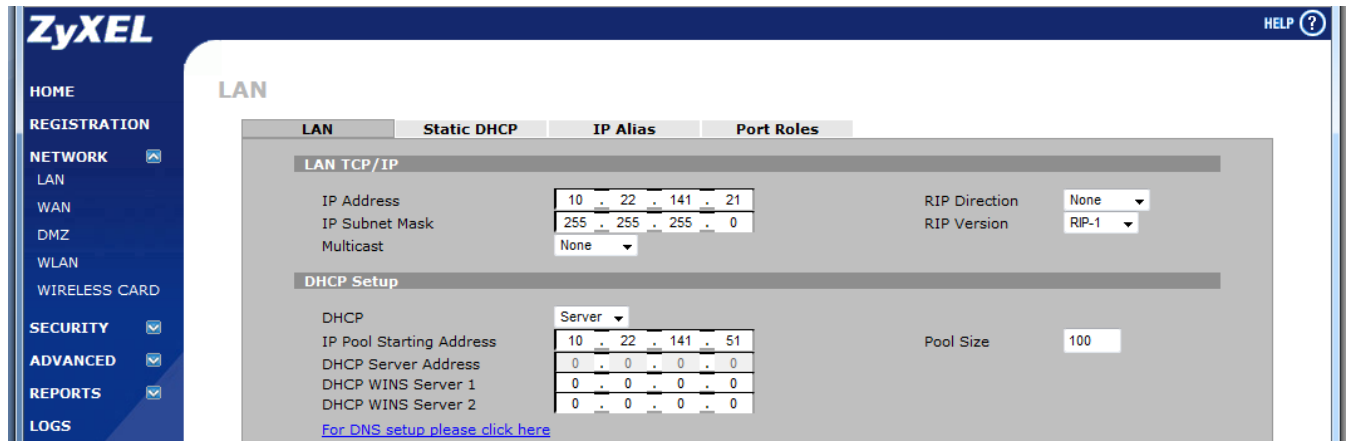 ZyXEL
HELP ?
HOME
REGISTRATION
NETWORK
LAN
WAN
DMZ
WLAN
WIRELESS CARD
SECURITY
ADVANCED
REPORTS
LOGS
LAN
LAN Static DHCP IP Alias Port Roles
LAN TCP/IP
IP Address 10 . 22 . 141 . 21 RIP Direction None
IP Subnet Mask 255 . 255 . 255 . 0 RIP Version RIP-1
Multicast None
DHCP Setup
DHCP Server
IP Pool Starting Address 10 . 22 . 141 . 51 Pool Size 100
DHCP Server Address 0 . 0 . 0 . 0
DHCP WINS Server 1 0 . 0 . 0 . 0
DHCP WINS Server 2 0 . 0 . 0 . 0
For DNS setup please click here